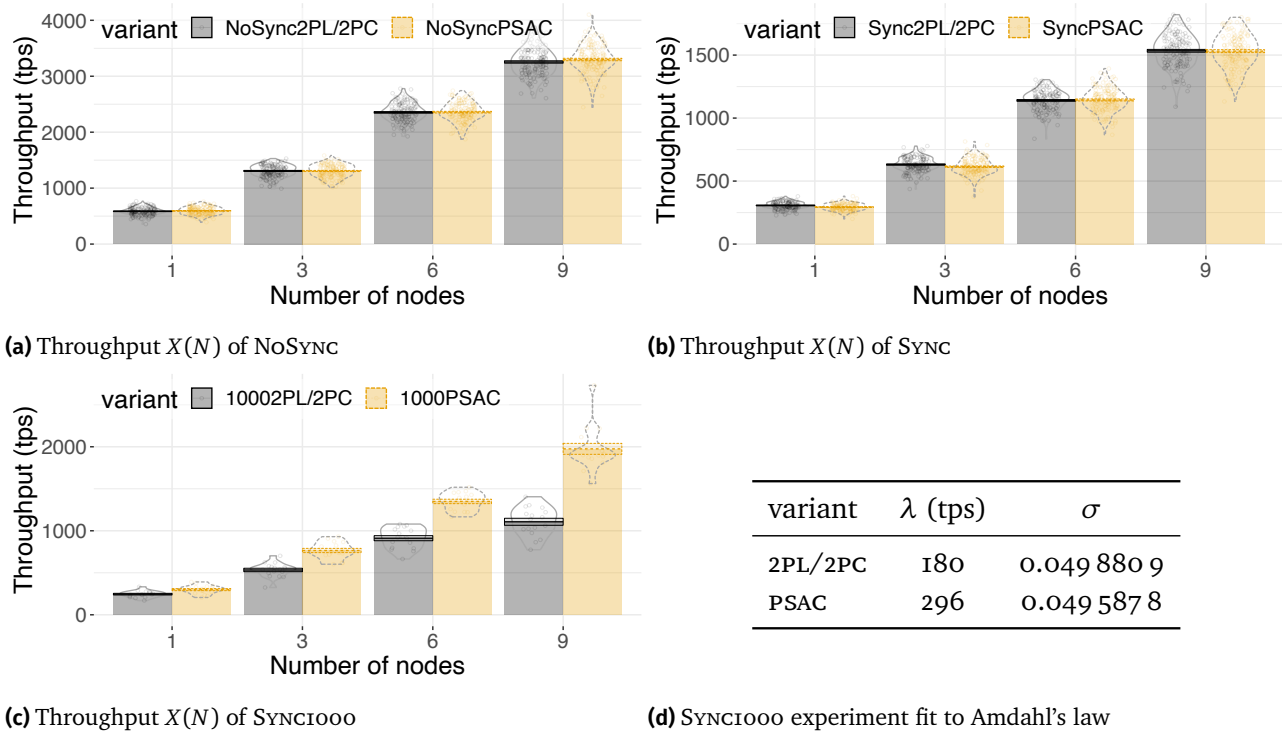 variant NoSync2PL/2PC NoSyncPSAC
Throughput (tps)
4000
3000
2000
1000
0
1 3 6 9
Number of nodes
(a) Throughput X(N) of NoSync
variant Sync2PL/2PC SyncPSAC
Throughput (tps)
1500
1000
500
0
1 3 6 9
Number of nodes
(b) Throughput X(N) of Sync
variant 10002PL/2PC 1000PSAC
Throughput (tps)
2000
1000
0
1 3 6 9
Number of nodes
(c) Throughput X(N) of Sync1000
variant λ (tps) σ
2PL/2PC 180 0.049 880 9
PSAC 296 0.049 587 8
(d) Sync1000 experiment fit to Amdahl's law